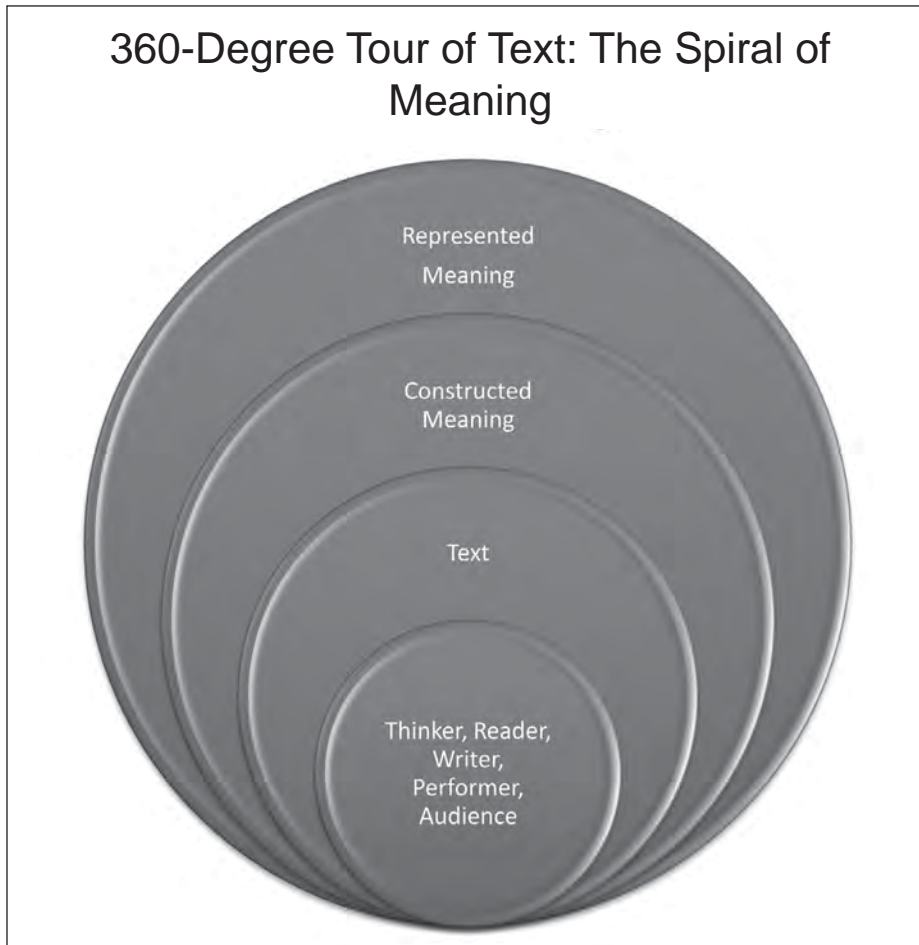 360-Degree Tour of Text: The Spiral of
Meaning
Represented
Meaning
Constructed
Meaning
Text
Thinker, Reader,
Writer,
Performer,
Audience